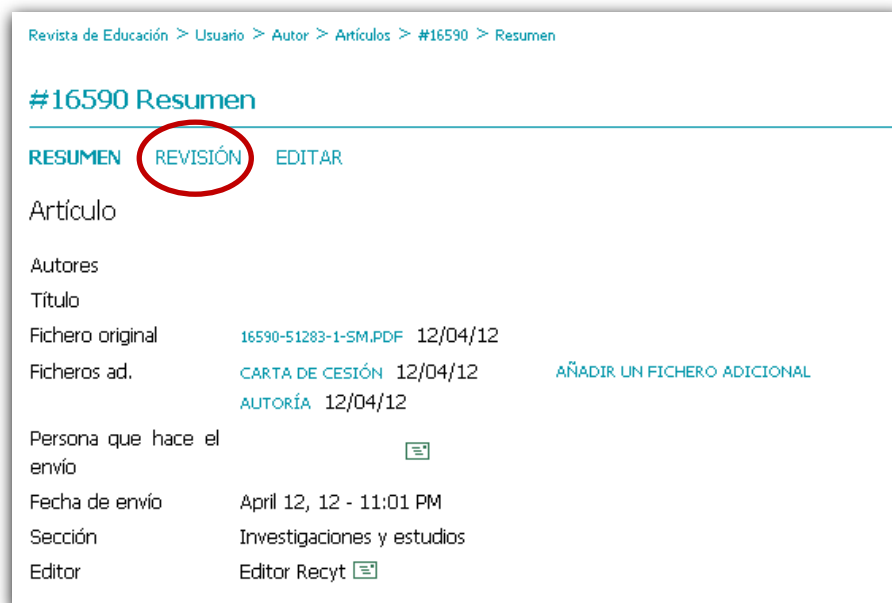 Revista de Educación > Usuario > Autor > Artículos > #16590 > Resumen
#16590 Resumen
RESUMEN REVISIÓN EDITAR
Artículo
Autores
Título
Fichero original 16590-51283-1-SM.PDF 12/04/12
Ficheros ad. CARTA DE CESIÓN 12/04/12 AÑADIR UN FICHERO ADICIONAL
AUTORÍA 12/04/12
Persona que hace el
envío
Fecha de envío April 12, 12 - 11:01 PM
Sección Investigaciones y estudios
Editor Editor Recyt